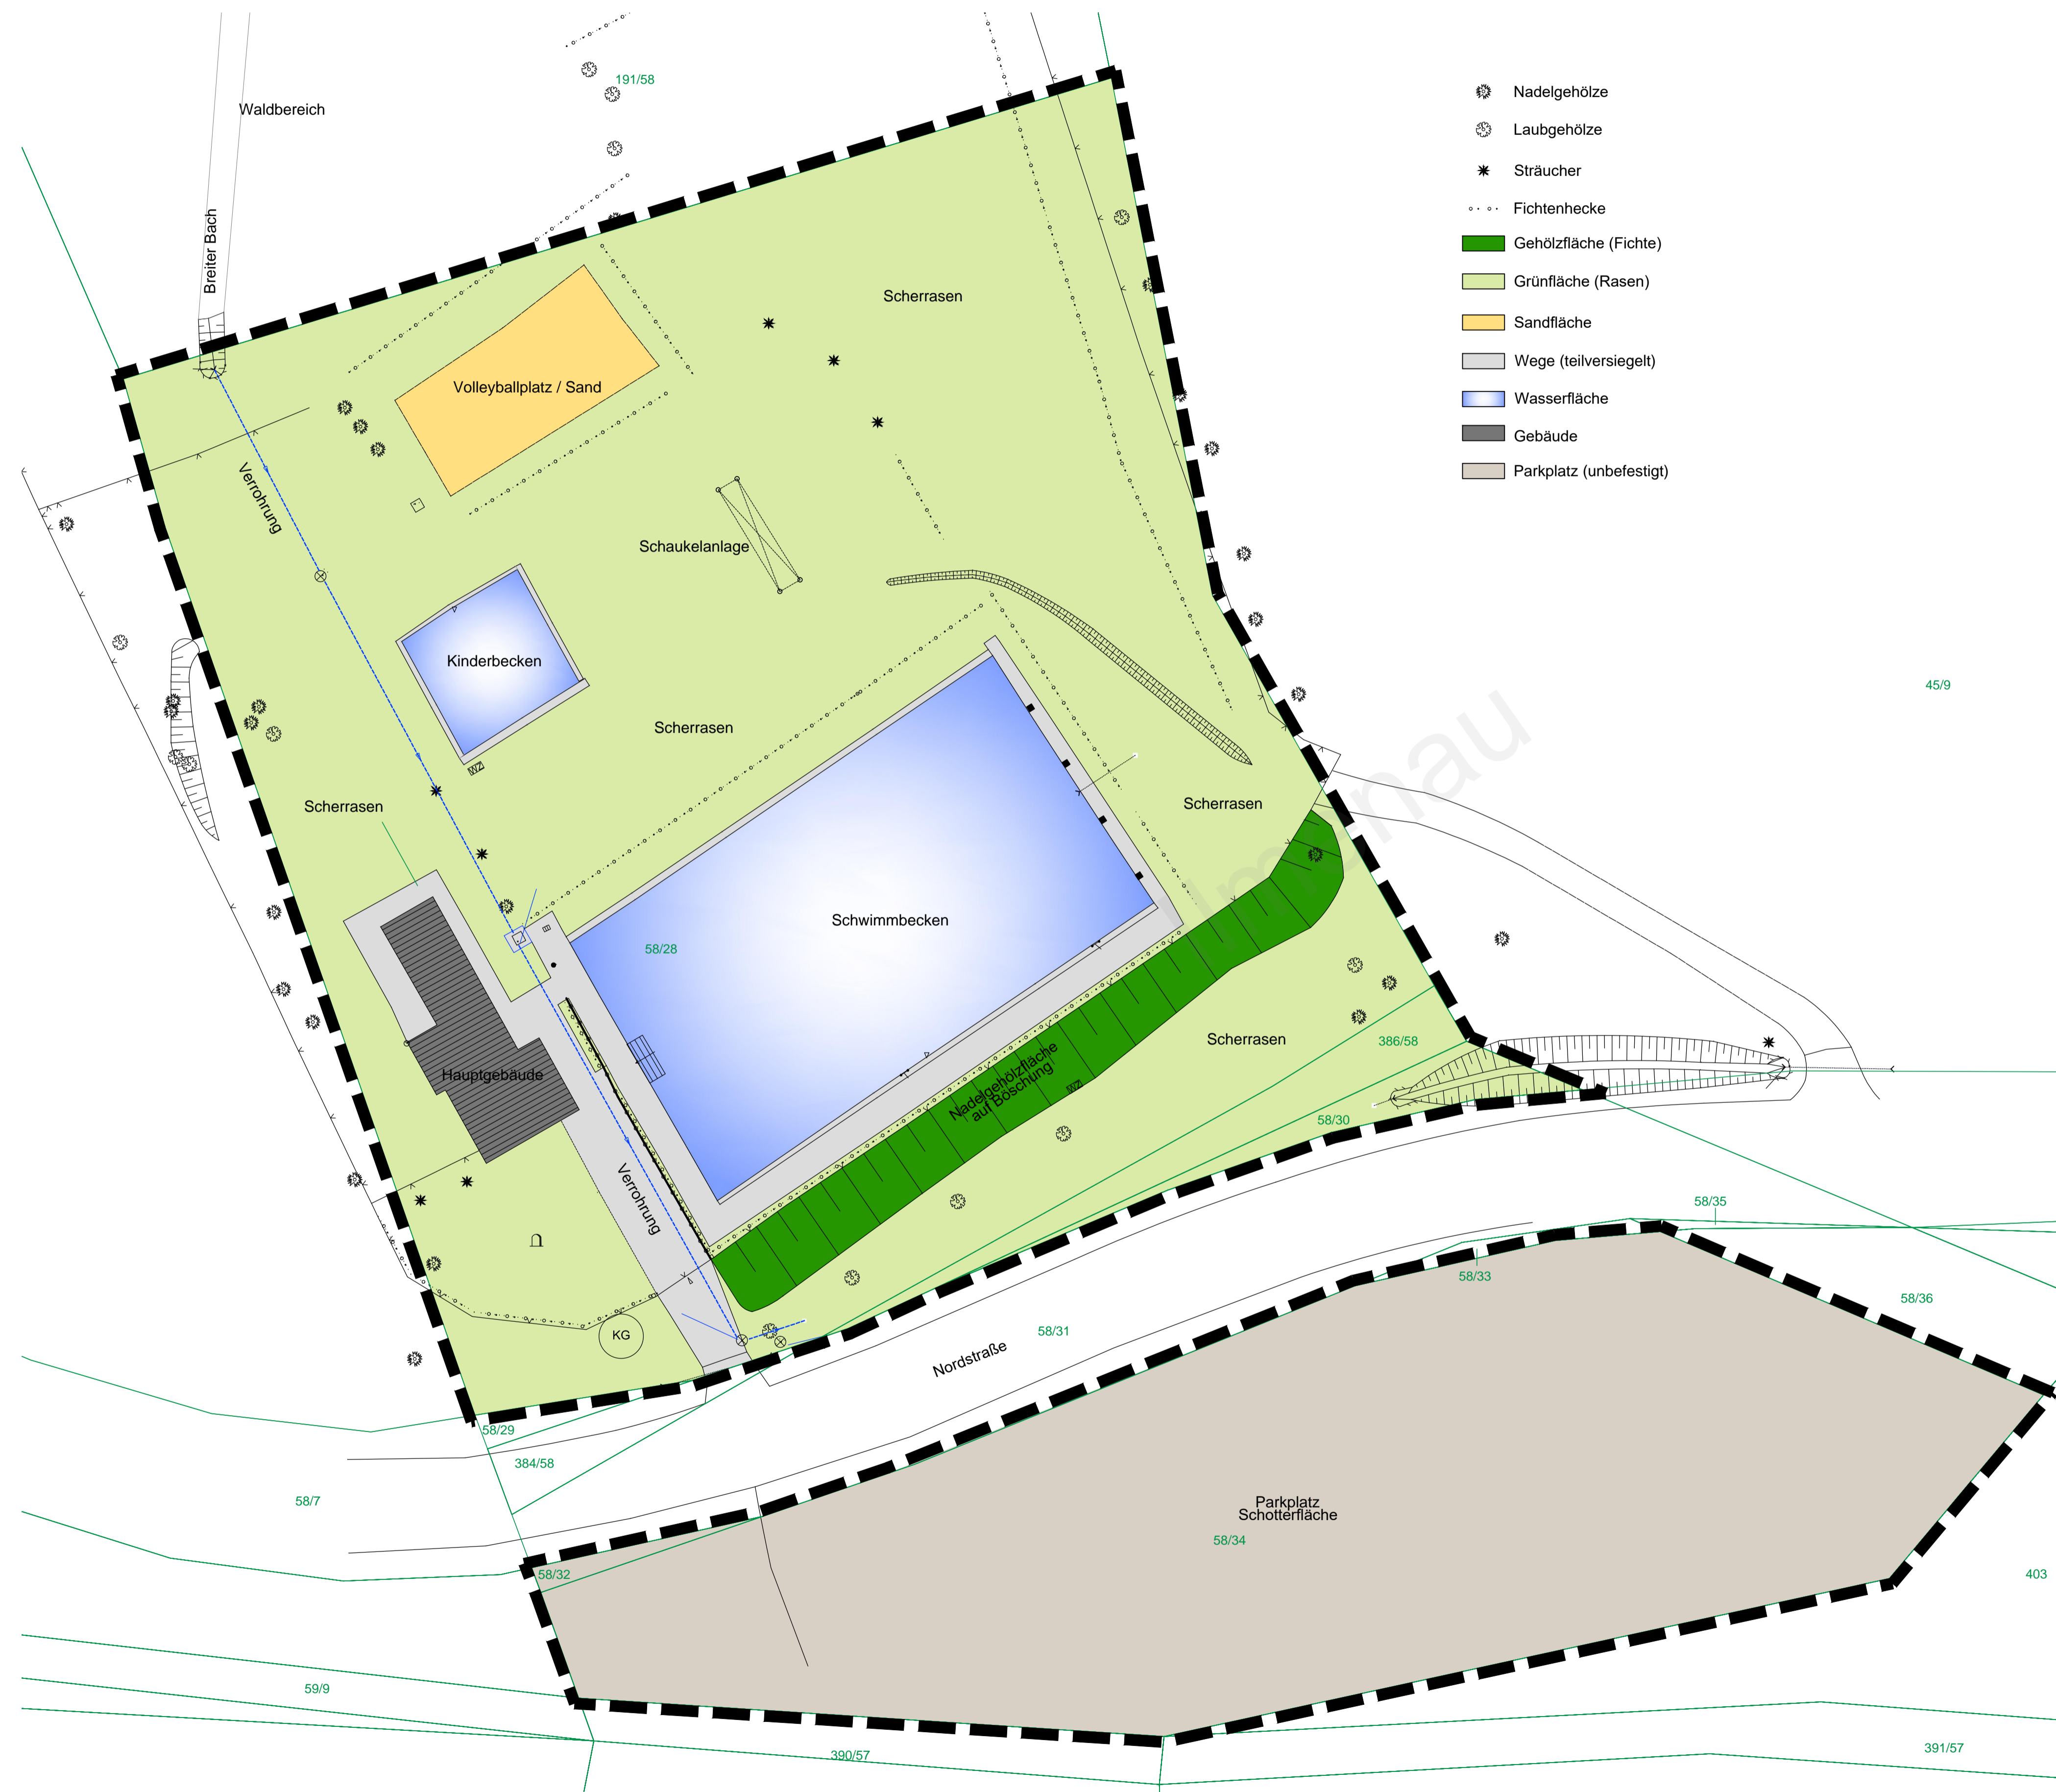 191/58
Waldbereich
Breiter Bach
Nadelgehölze
Laubgehölze
Sträucher
Fichtenhecke
Gehölzfläche (Fichte)
Grünfläche (Rasen)
Sandfläche
Wege (teilversiegelt)
Wasserfläche
Gebäude
Parkplatz (unbefestigt)
Scherrasen
Volleyballplatz / Sand
Verrohrung
Schaukelanlage
Kinderbecken
WZ
45/9
Scherrasen
Scherrasen
Scherrasen
Schwimmbecken
58/28
Ilmenau
Scherrasen
386/58
Hauptgebäude
Nadelgehölzfläche
auf Böschung
WZ
58/30
Verrohrung
58/35
58/33
58/36
KG
58/31
Nordstraße
58/29
384/58
58/7
Parkplatz
Schotterfläche
58/34
58/32
403
59/9
390/57
391/57